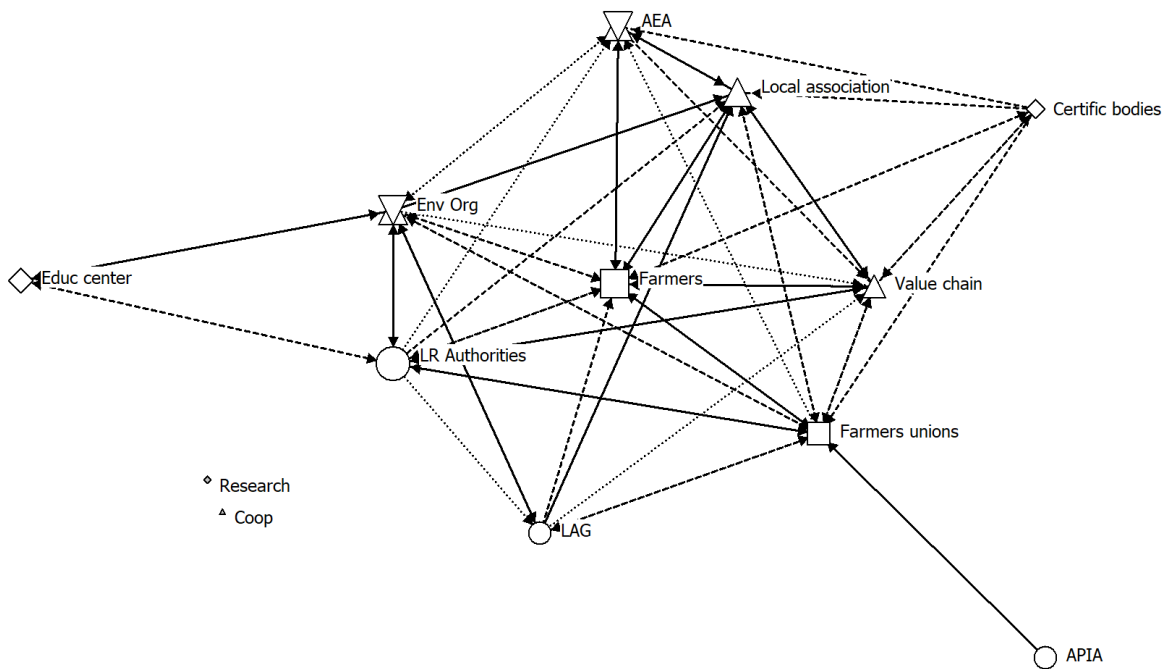 AEA
Local association
Certific bodies
Env Org
Educ center
Farmers
Value chain
LR Authorities
Farmers unions
Research
Coop
LAG
APIA